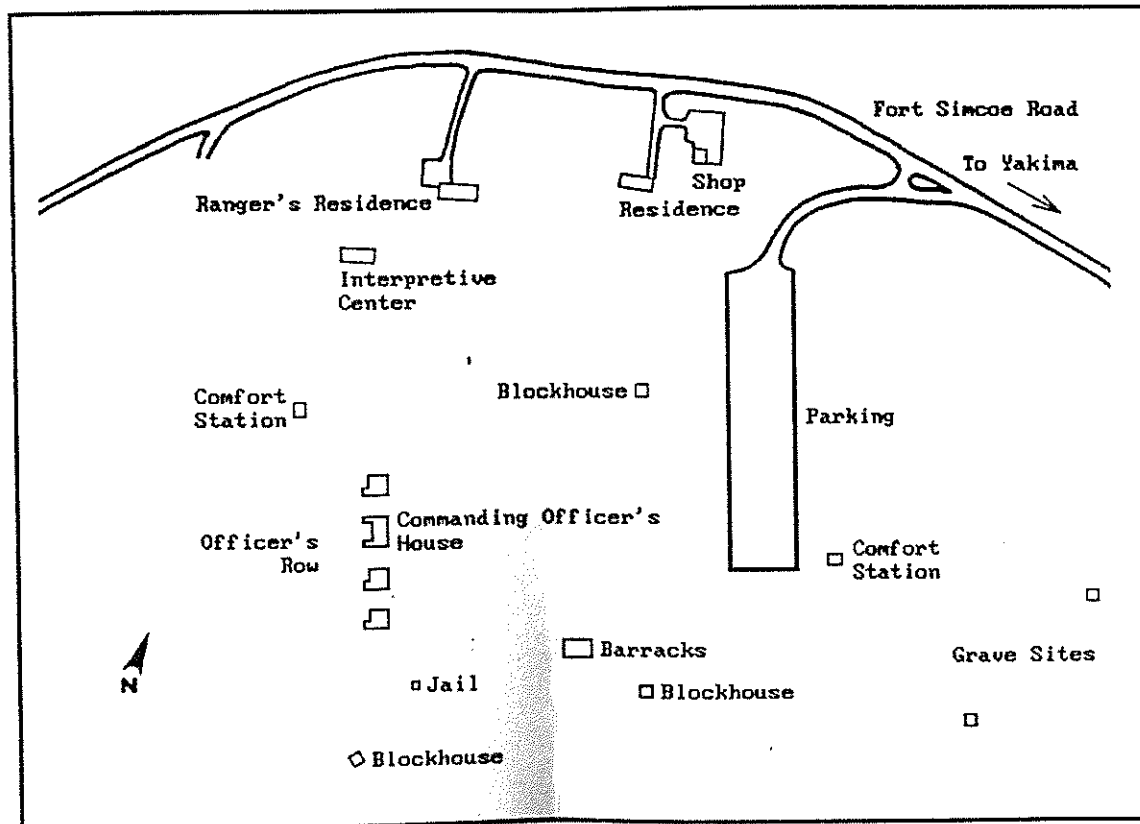 Fort Simcoe Road
To Yakima
Shop
Ranger's Residence
Residence
Interpretive
Center
Blockhouse
Comfort
Station
Parking
Commanding Officer's
House
Officer's
Row
Comfort
Station
Barracks
Grave Sites
Jail
Blockhouse
N
Blockhouse